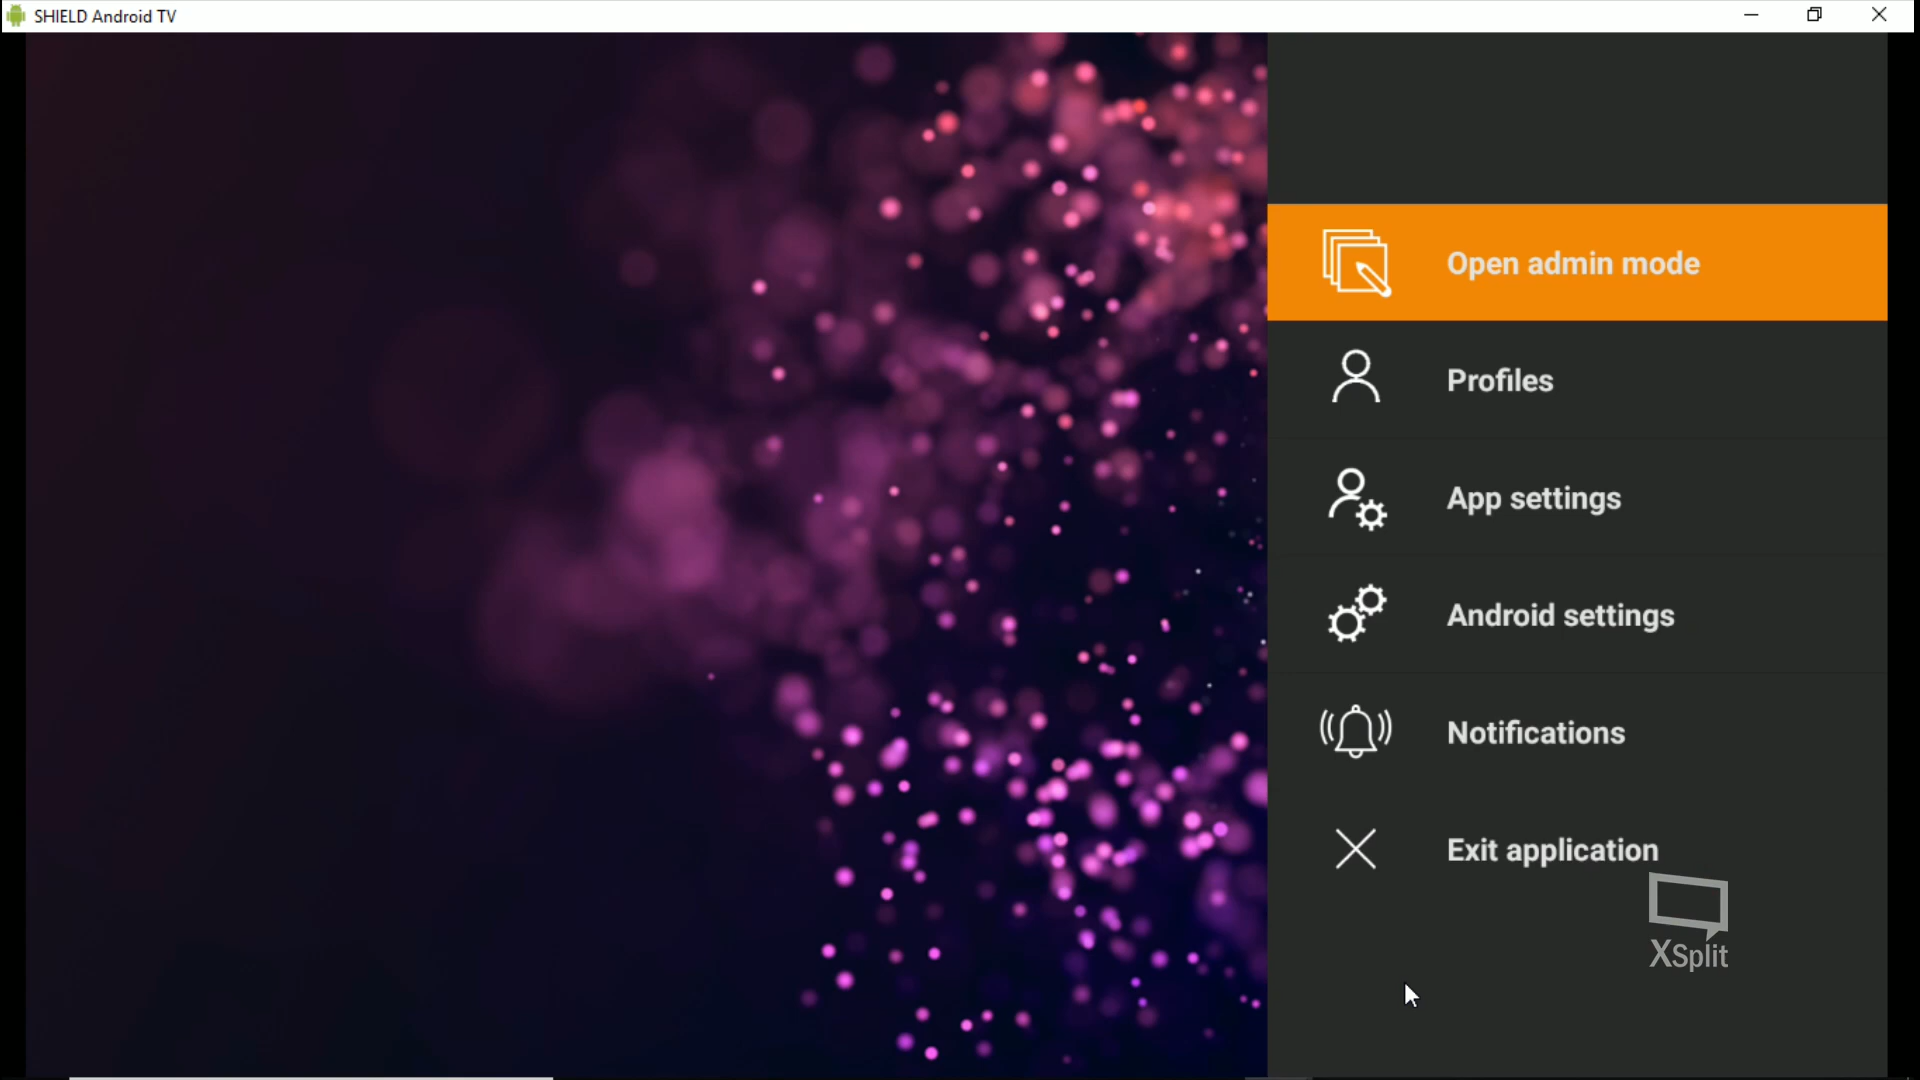 SHIELD Android TV
Open admin mode
Profiles
App settings
Android settings
Notifications
Exit application
XSplit